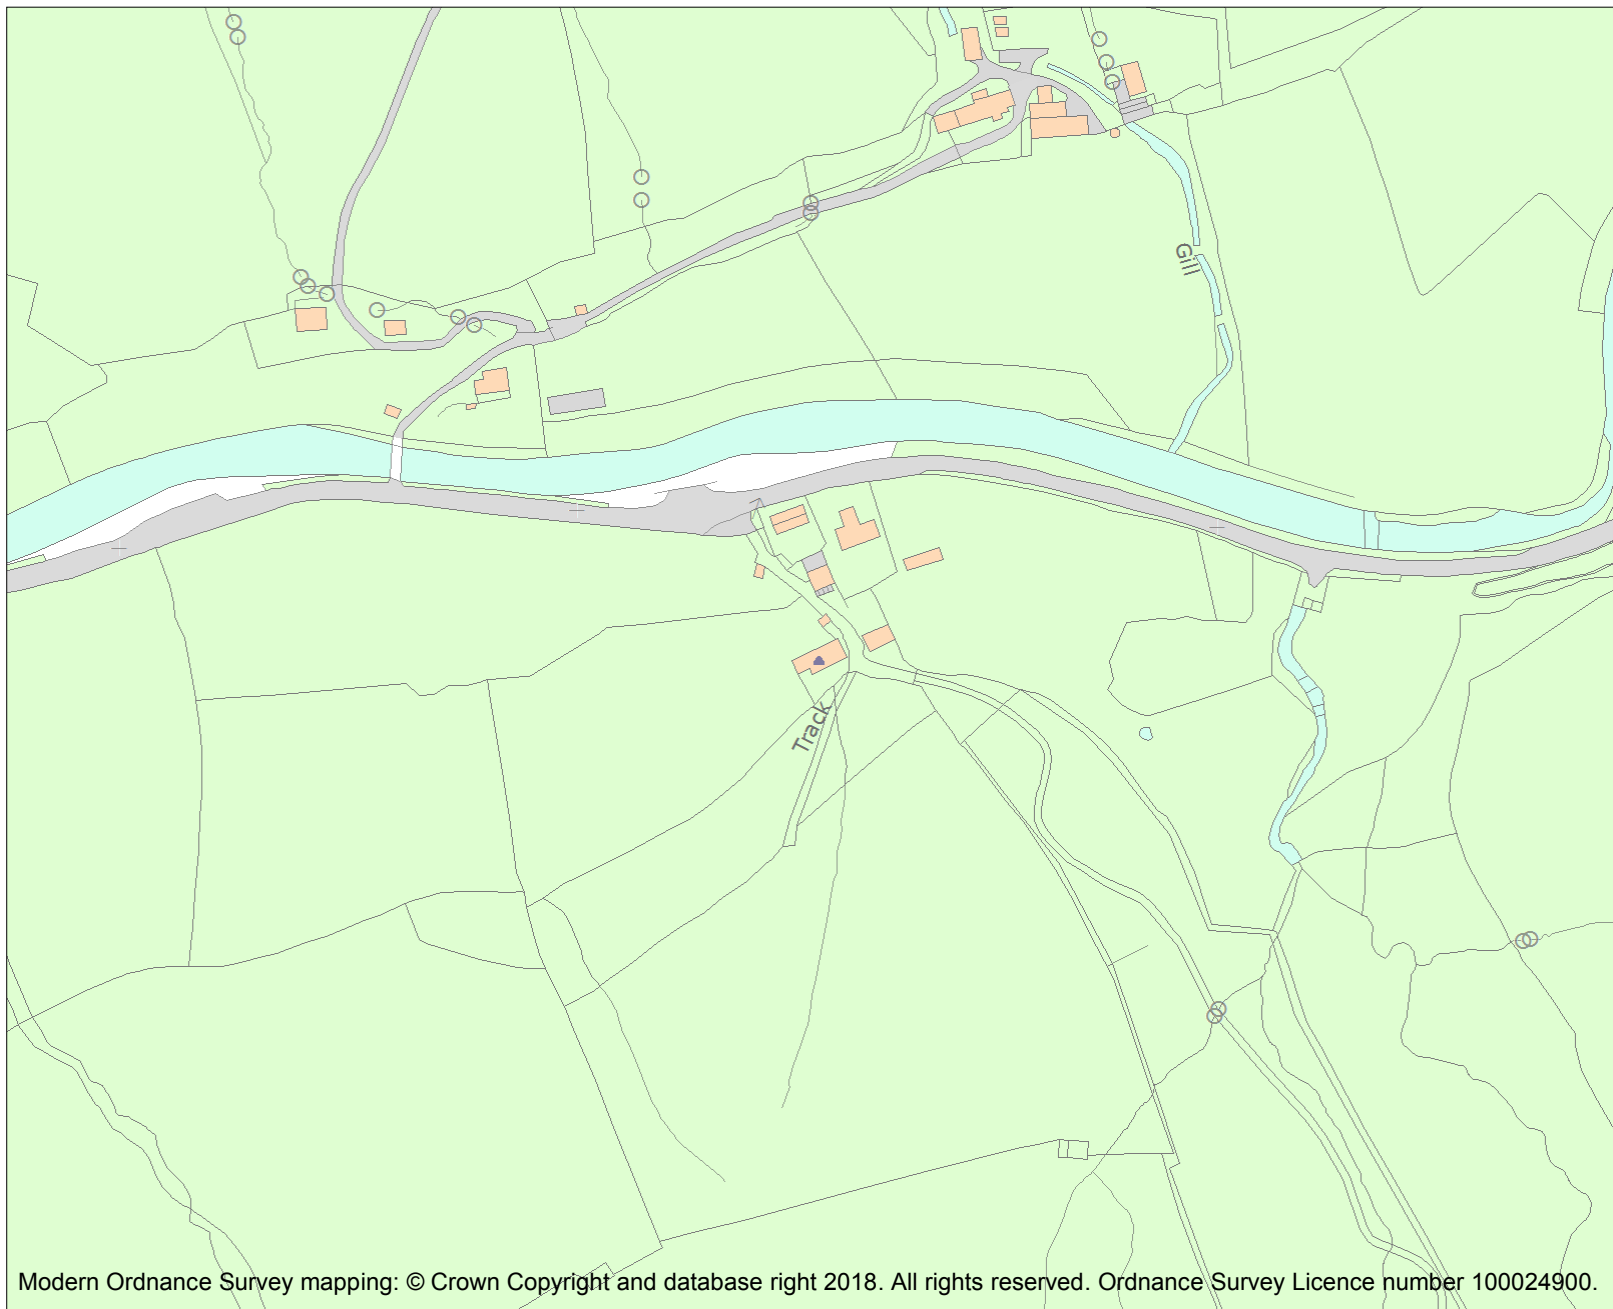 Gill
Track
Modern Ordnance Survey mapping: © Crown Copyright and database right 2018. All rights reserved. Ordnance Survey Licence number 100024900.